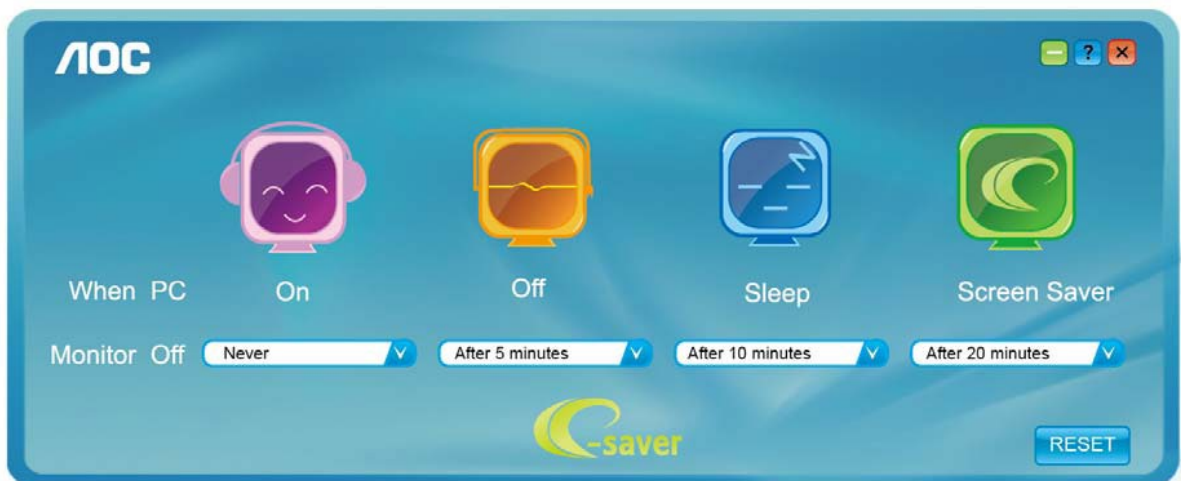 AOC
?
When PC On Off Sleep Screen Saver
Monitor Off Never After 5 minutes After 10 minutes After 20 minutes
e-saver
RESET